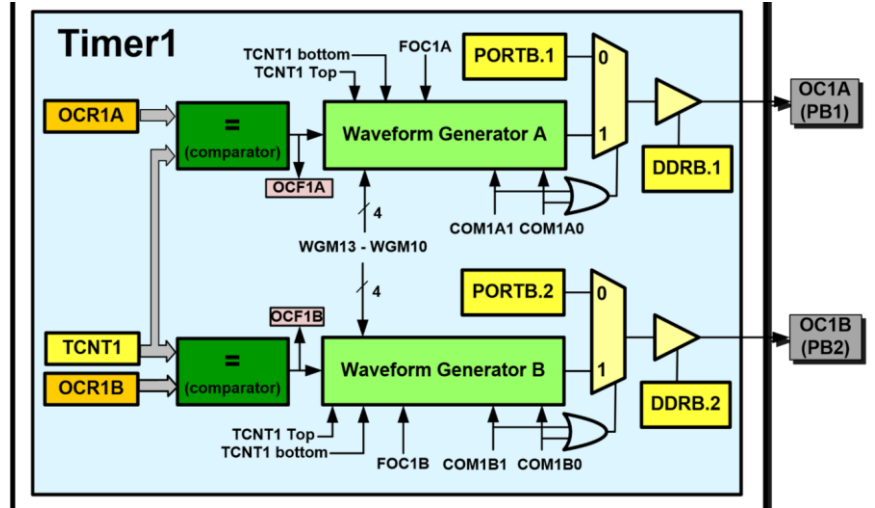 Timer1
TCNT1 bottom
TCNT1 Top
FOC1A
PORTB.1
0
OC1A
(PB1)
OCR1A
=
(comparator)
Waveform Generator A
1
DDRB.1
OCF1A
4
COM1A1 COM1A0
WGM13 - WGM10
4
PORTB.2
0
OC1B
(PB2)
OCF1B
TCNT1
=
(comparator)
Waveform Generator B
1
OCR1B
DDRB.2
TCNT1 Top
TCNT1 bottom
FOC1B
COM1B1 COM1B0